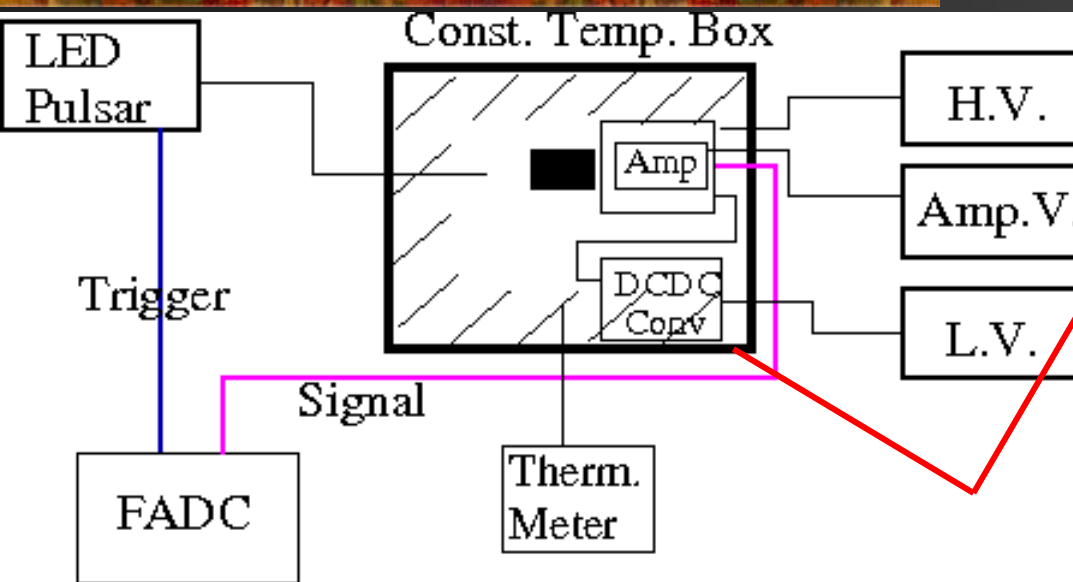 Const. Temp. Box
LED
Pulsar
H.V.
Amp
Amp.V.
Trigger
DCDC
Conv
L.V.
Signal
Therm.
Meter
FADC